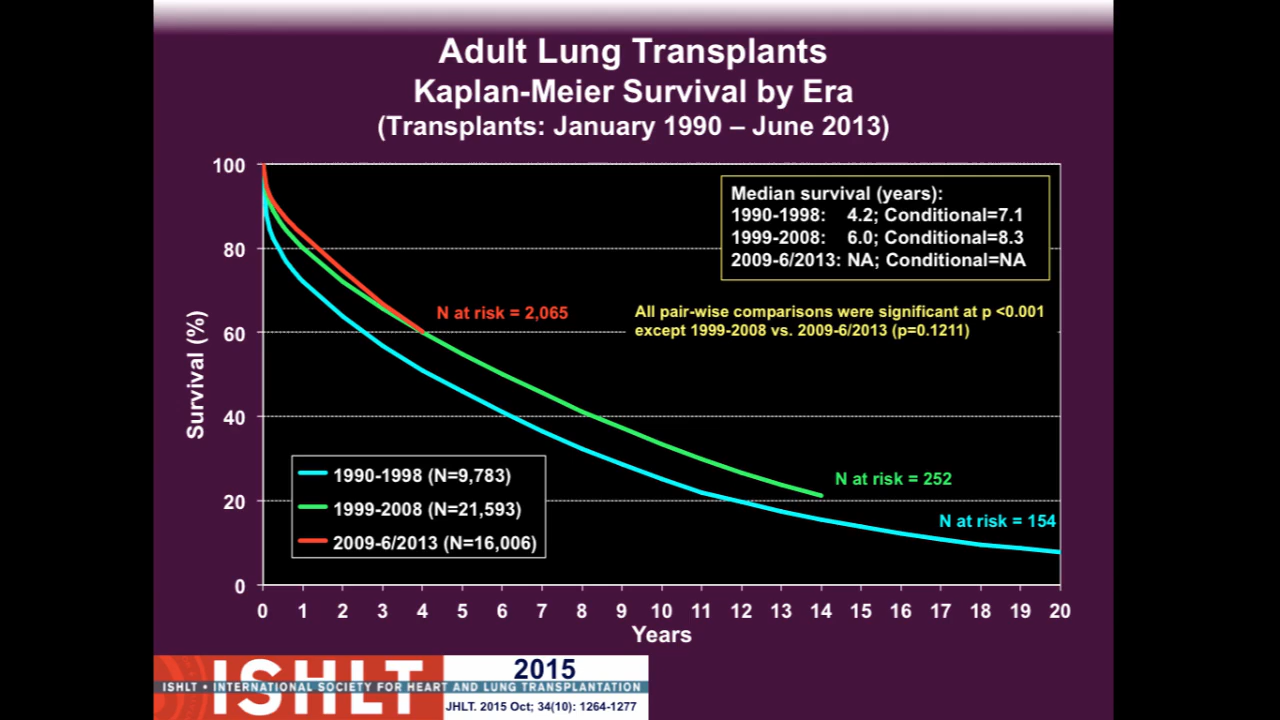 Adult Lung Transplants
Kaplan-Meier Survival by Era
(Transplants: January 1990 – June 2013)
Survival (%)
100
80
60
40
20
0
Median survival (years):
1990-1998: 4.2; Conditional=7.1
1999-2008: 6.0; Conditional=8.3
2009-6/2013: NA; Conditional=NA
N at risk = 2,065
All pair-wise comparisons were significant at p <0.001
except 1999-2008 vs. 2009-6/2013 (p=0.1211)
N at risk = 252
N at risk = 154
1990-1998 (N=9,783)
1999-2008 (N=21,593)
2009-6/2013 (N=16,006)
0 1 2 3 4 5 6 7 8 9 10 11 12 13 14 15 16 17 18 19 20
Years
ISHLT
ISHLT • INTERNATIONAL SOCIETY FOR HEART AND LUNG TRANSPLANTATION
2015
JHLT. 2015 Oct; 34(10): 1264-1277